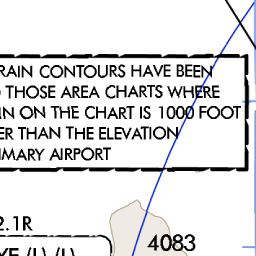 RAIN CONTOURS HAVE BEEN
THOSE AREA CHARTS WHERE
IN ON THE CHART IS 1000 FOOT
ER THAN THE ELEVATION
IMARY AIRPORT
2.1R
4083